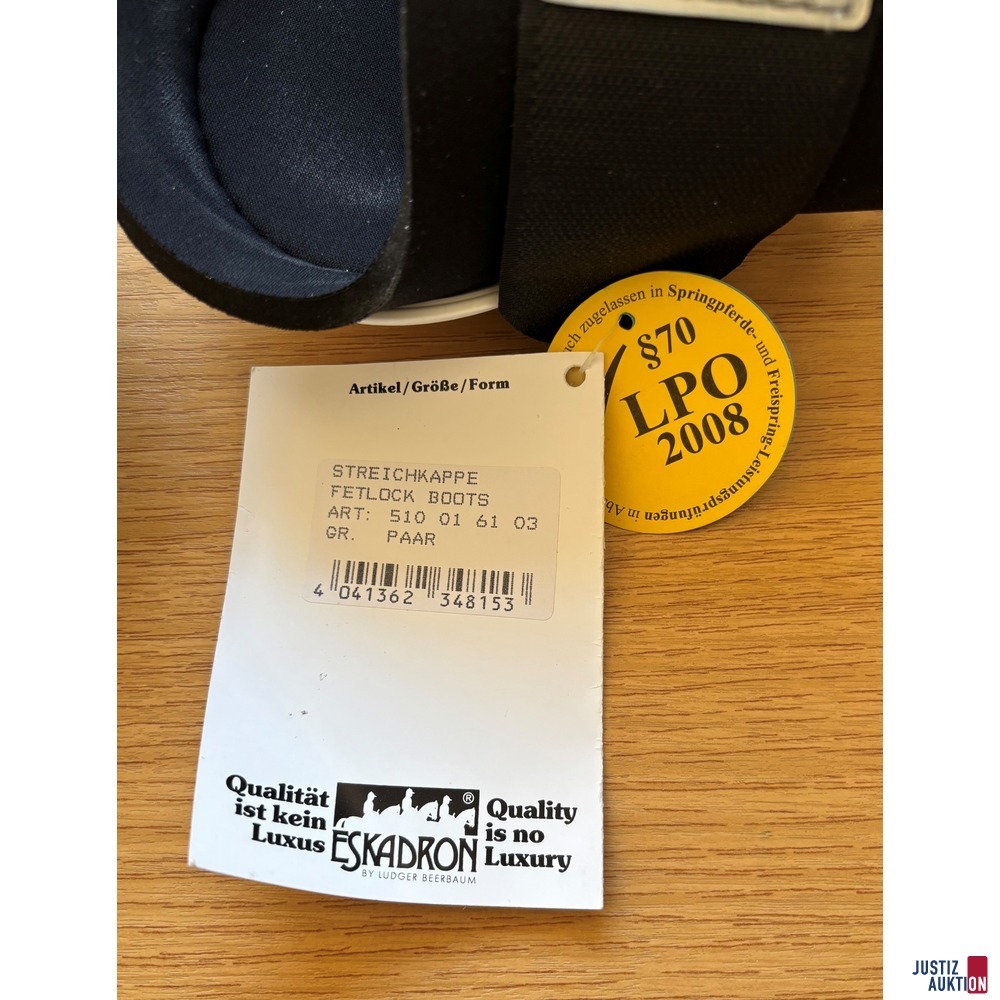 ch zugelassen in Springpferde- und Freispring-Leistungsprüfungen in Ab
§70
LPO
2008
Artikel/Größe/Form
STREICHKAPPE
FETLOCK BOOTS
ART: 510 01 61 03
GR. PAAR
4 041362 348153
Qualität
ist kein
Luxus
®
ESKADRON
BY LUDGER BEERBAUM
Quality
is no
Luxury
JUSTIZ
AUKTION